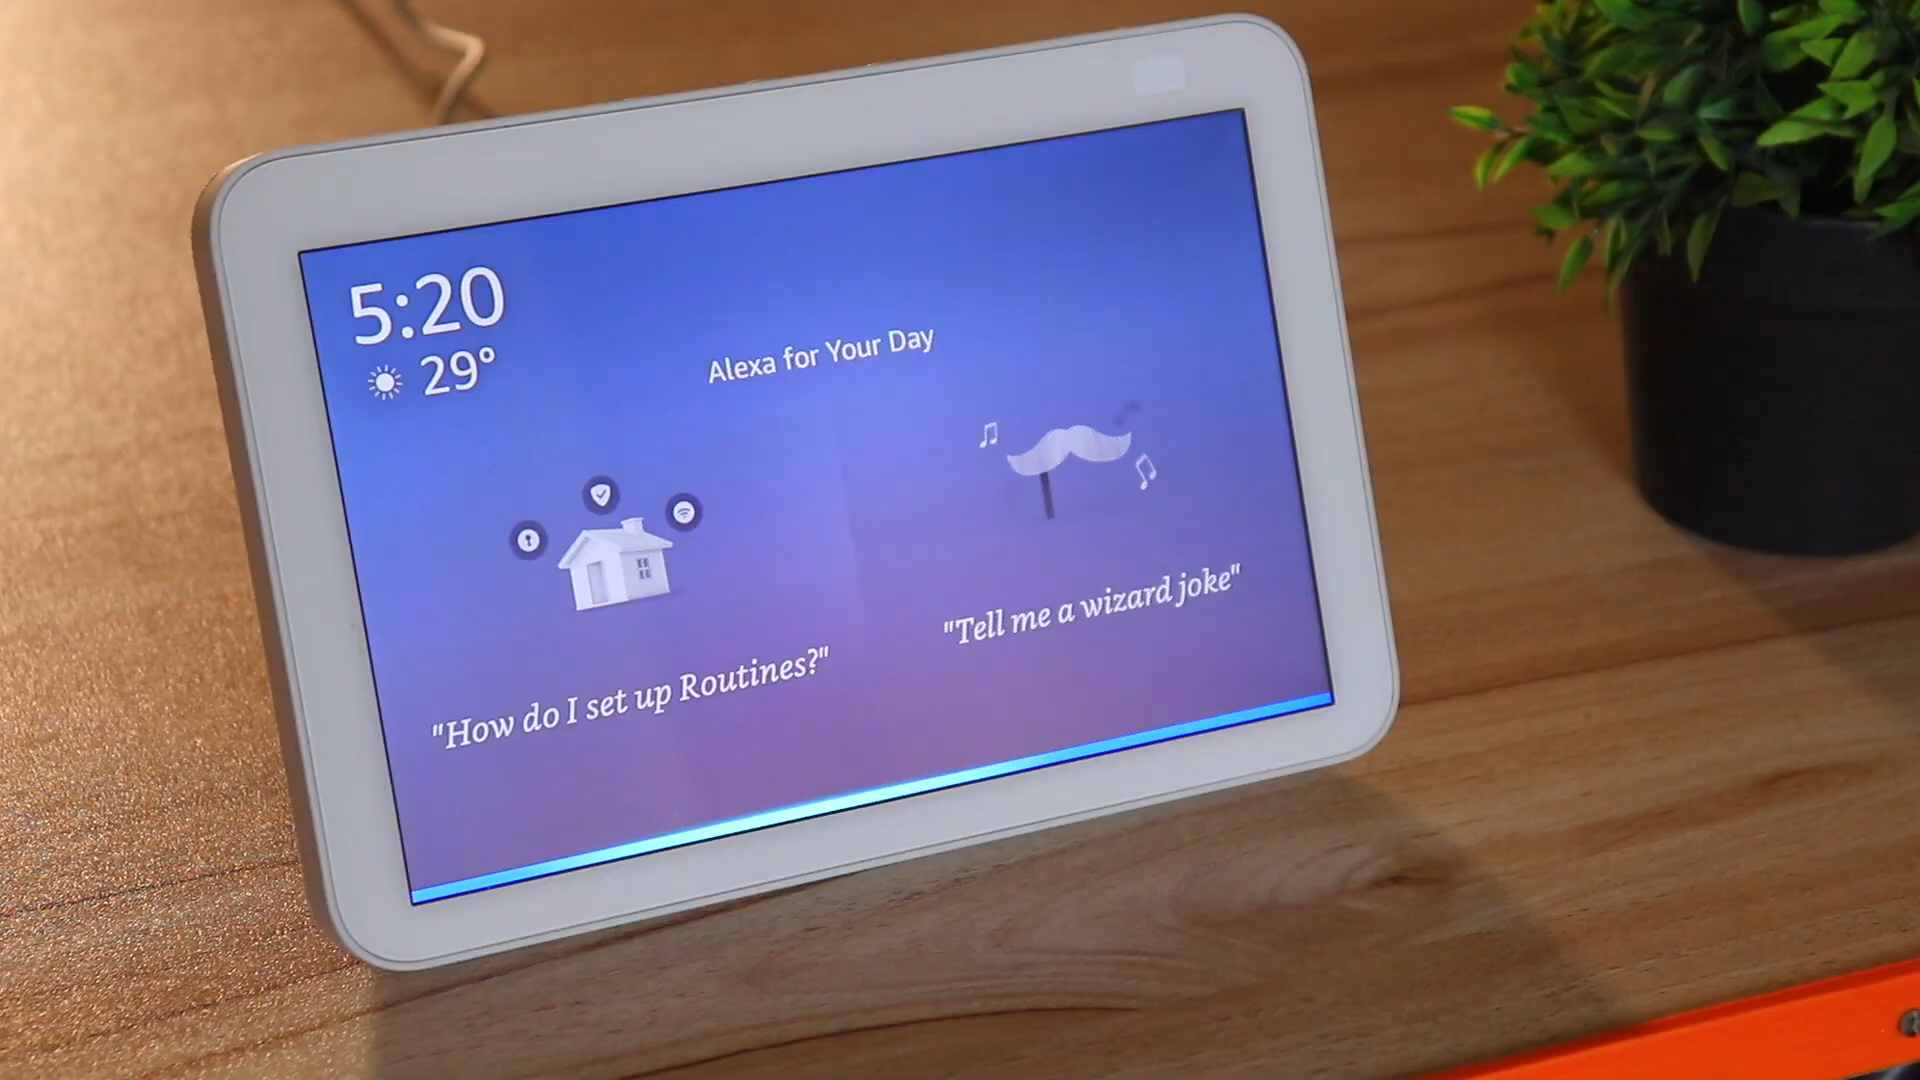 5:20
29°
Alexa for Your Day
"How do I set up Routines?"
"Tell me a wizard joke"